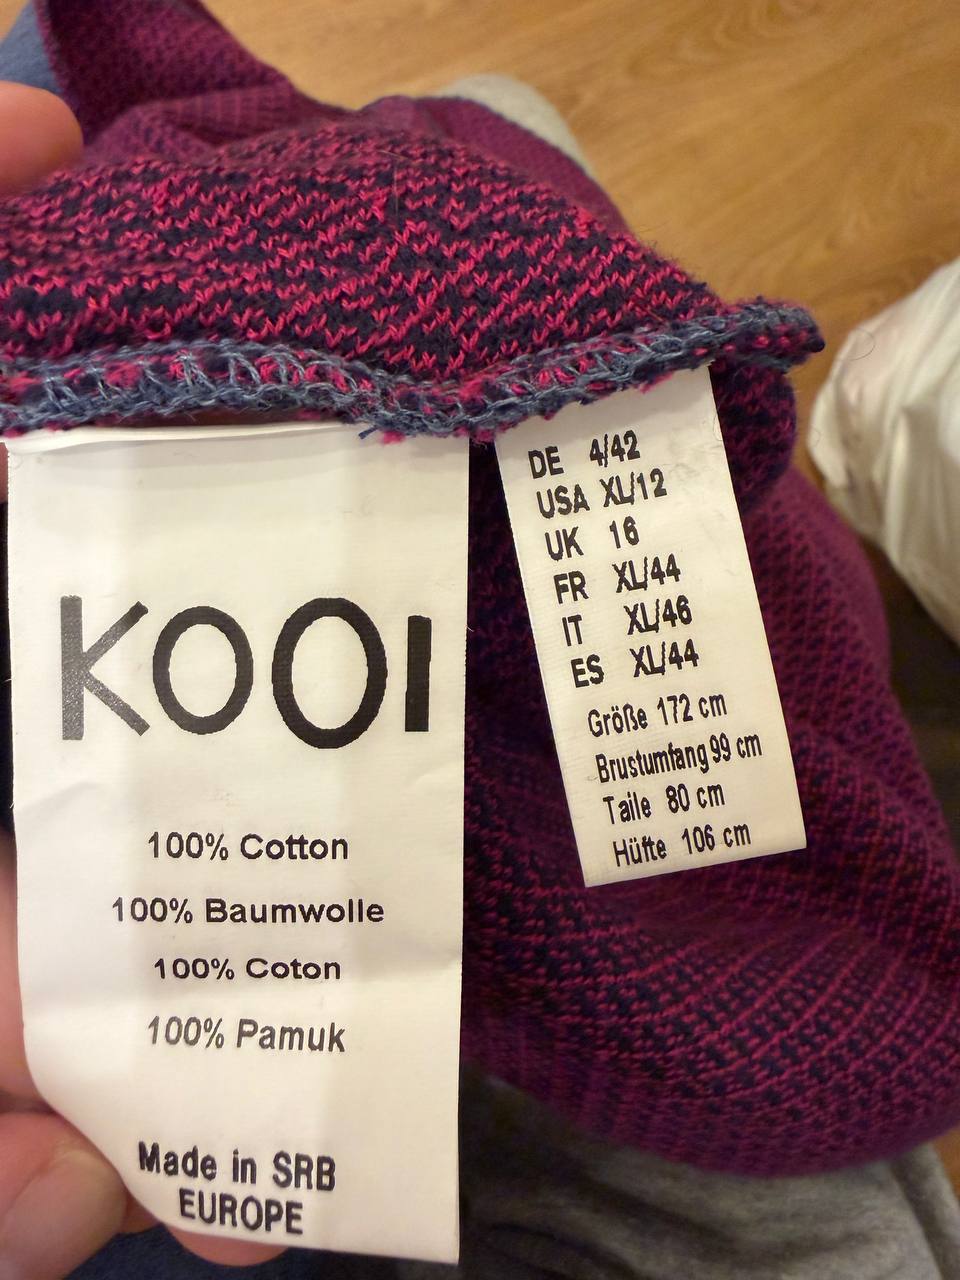 KOOI
100% Cotton
100% Baumwolle
100% Coton
100% Pamuk
Made in SRB
EUROPE
DE 4/42
USA XL/12
UK 16
FR XL/44
IT XL/46
ES XL/44
Größe 172 cm
Brustumfang 99 cm
Taile 80 cm
Hüfte 106 cm